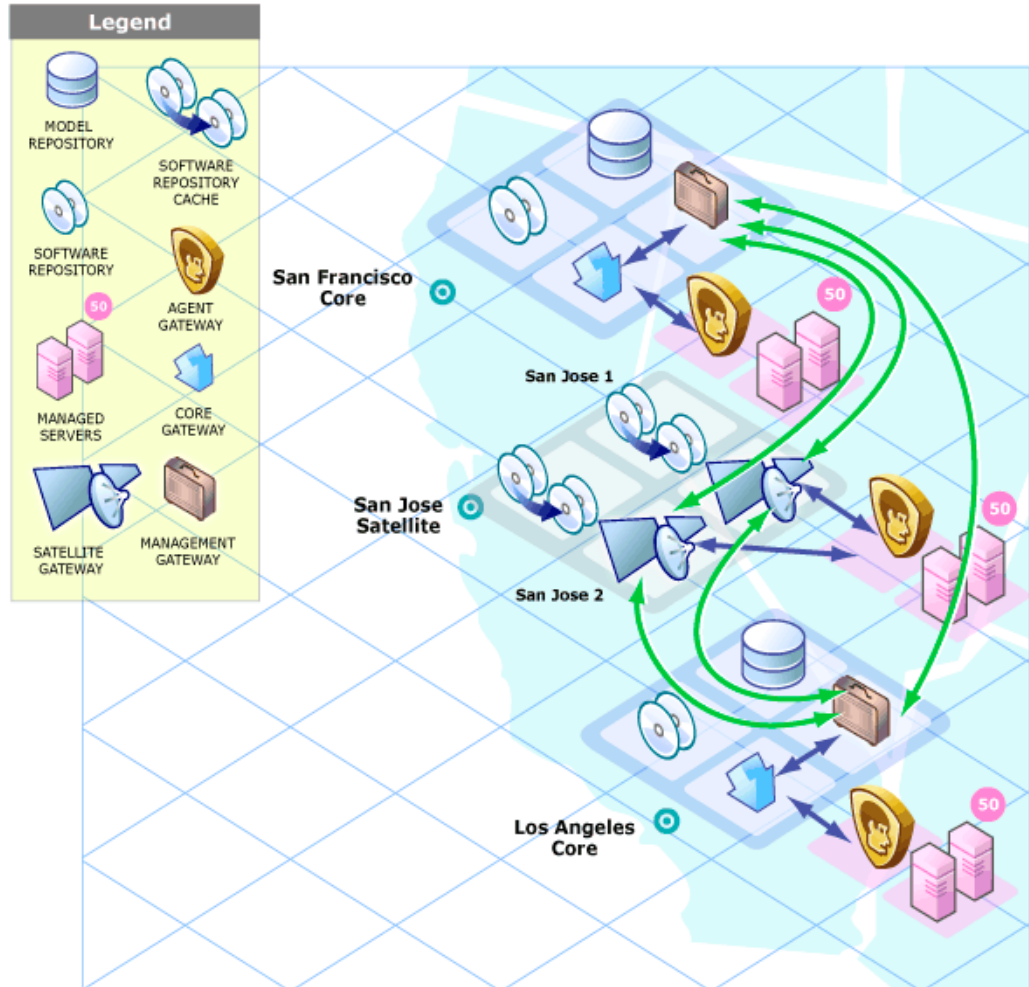 Legend
MODEL
REPOSITORY
SOFTWARE
REPOSITORY
CACHE
SOFTWARE
REPOSITORY
AGENT
GATEWAY
50
MANAGED
SERVERS
CORE
GATEWAY
SATELLITE
GATEWAY
MANAGEMENT
GATEWAY
San Francisco
Core
50
San Jose 1
San Jose
Satellite
50
San Jose 2
Los Angeles
Core
50